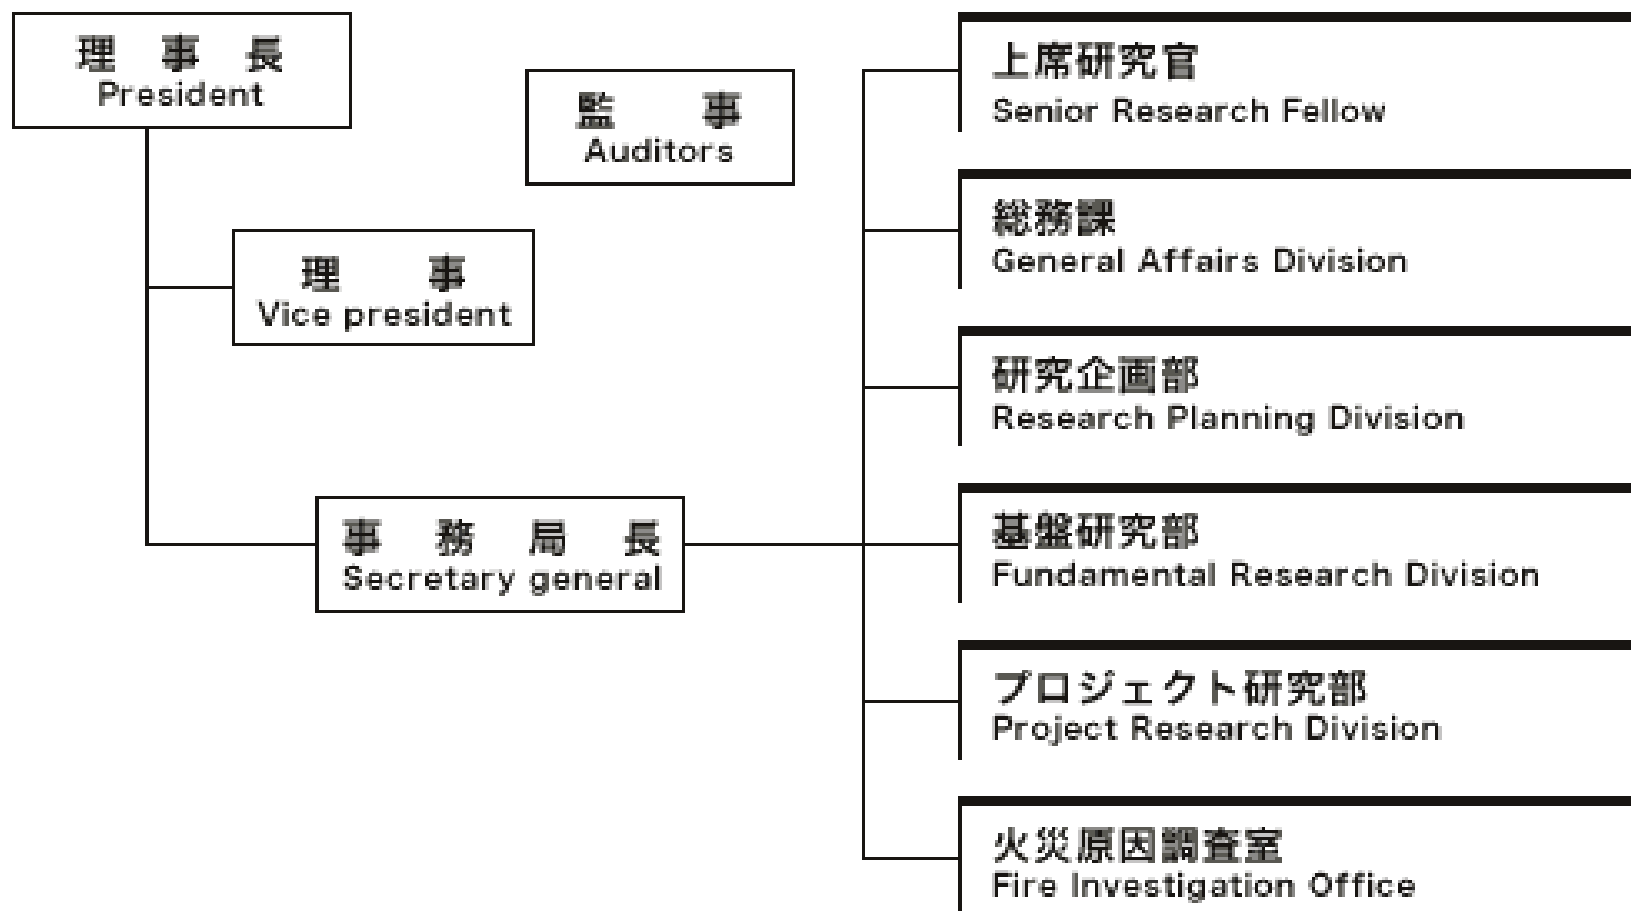 理事長
President
監事
Auditors
理事
Vice president
事務局長
Secretary general
上席研究官
Senior Research Fellow
総務課
General Affairs Division
研究企画部
Research Planning Division
基盤研究部
Fundamental Research Division
プロジェクト研究部
Project Research Division
火災原因調査室
Fire Investigation Office